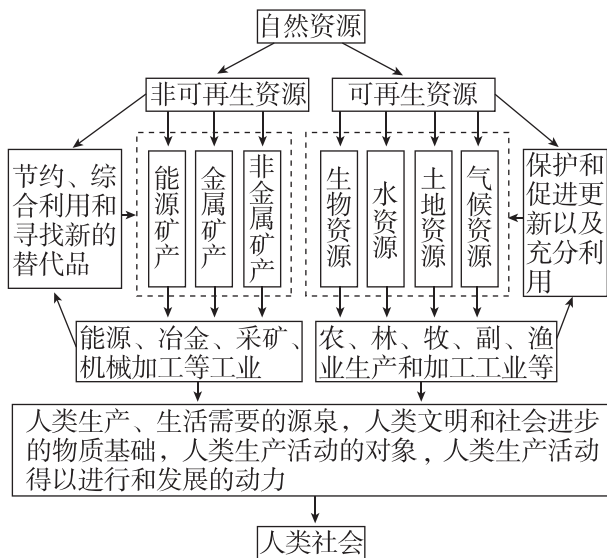 自然资源
非可再生资源
可再生资源
节约、综
合利用和
寻找新的
替代品
能源矿产
金属矿产
非金属矿产
生物资源
水资源
土地资源
气候资源
保护和
促进更
新以及
充分利
用
能源、冶金、采矿、
机械加工等工业
农、林、牧、副、渔
业生产和加工工业等
人类生产、生活需要的源泉，人类文明和社会进步
的物质基础，人类生产活动的对象，人类生产活动
得以进行和发展的动力
人类社会